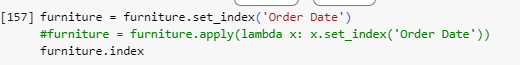 [157] furniture = furniture.set_index('Order Date')
#furniture = furniture.apply(lambda x: x.set_index('Order Date'))
furniture.index